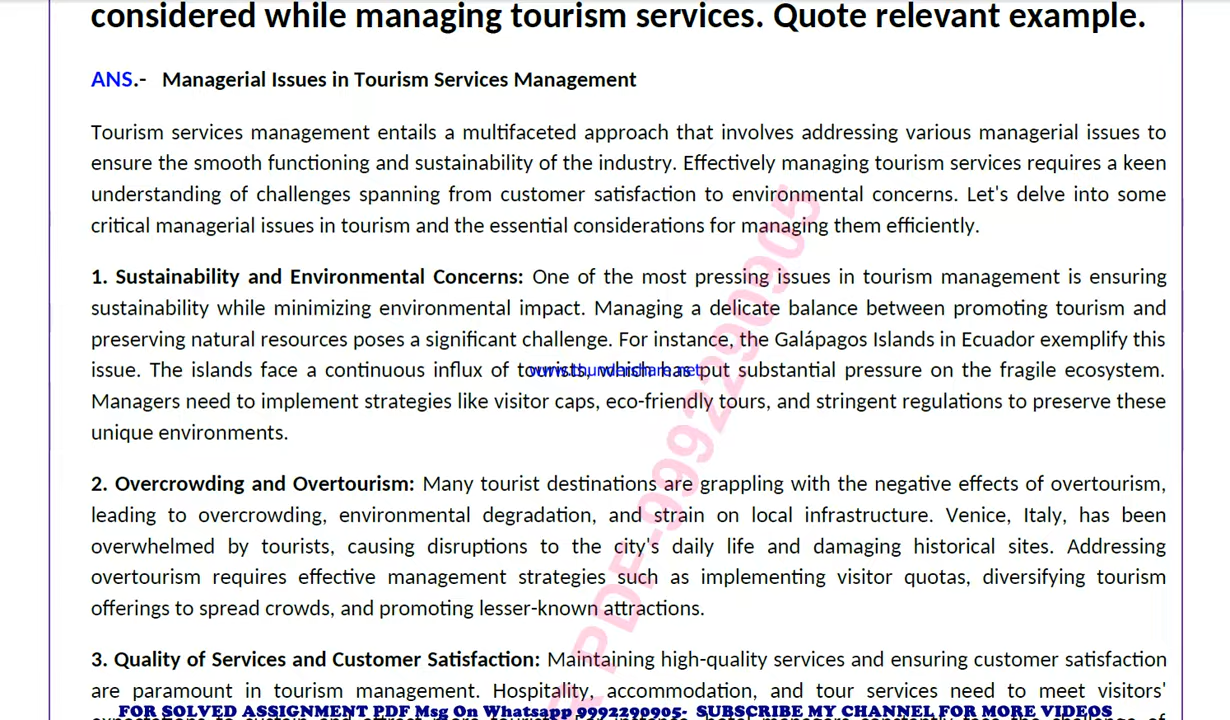 considered while managing tourism services. Quote relevant example.
ANS.- Managerial Issues in Tourism Services Management
Tourism services management entails a multifaceted approach that involves addressing various managerial issues to
ensure the smooth functioning and sustainability of the industry. Effectively managing tourism services requires a keen
understanding of challenges spanning from customer satisfaction to environmental concerns. Let's delve into some
critical managerial issues in tourism and the essential considerations for managing them efficiently.
1. Sustainability and Environmental Concerns: One of the most pressing issues in tourism management is ensuring
sustainability while minimizing environmental impact. Managing a delicate balance between promoting tourism and
preserving natural resources poses a significant challenge. For instance, the Galápagos Islands in Ecuador exemplify this
issue. The islands face a continuous influx of tourists, which has put substantial pressure on the fragile ecosystem.
Managers need to implement strategies like visitor caps, eco-friendly tours, and stringent regulations to preserve these
unique environments.
2. Overcrowding and Overtourism: Many tourist destinations are grappling with the negative effects of overtourism,
leading to overcrowding, environmental degradation, and strain on local infrastructure. Venice, Italy, has been
overwhelmed by tourists, causing disruptions to the city's daily life and damaging historical sites. Addressing
overtourism requires effective management strategies such as implementing visitor quotas, diversifying tourism
offerings to spread crowds, and promoting lesser-known attractions.
3. Quality of Services and Customer Satisfaction: Maintaining high-quality services and ensuring customer satisfaction
are paramount in tourism management. Hospitality, accommodation, and tour services need to meet visitors'
FOR SOLVED ASSIGNMENT PDF Msg On Whatsapp 9992290905- SUBSCRIBE MY CHANNEL FOR MORE VIDEOS
PDF-9992290905